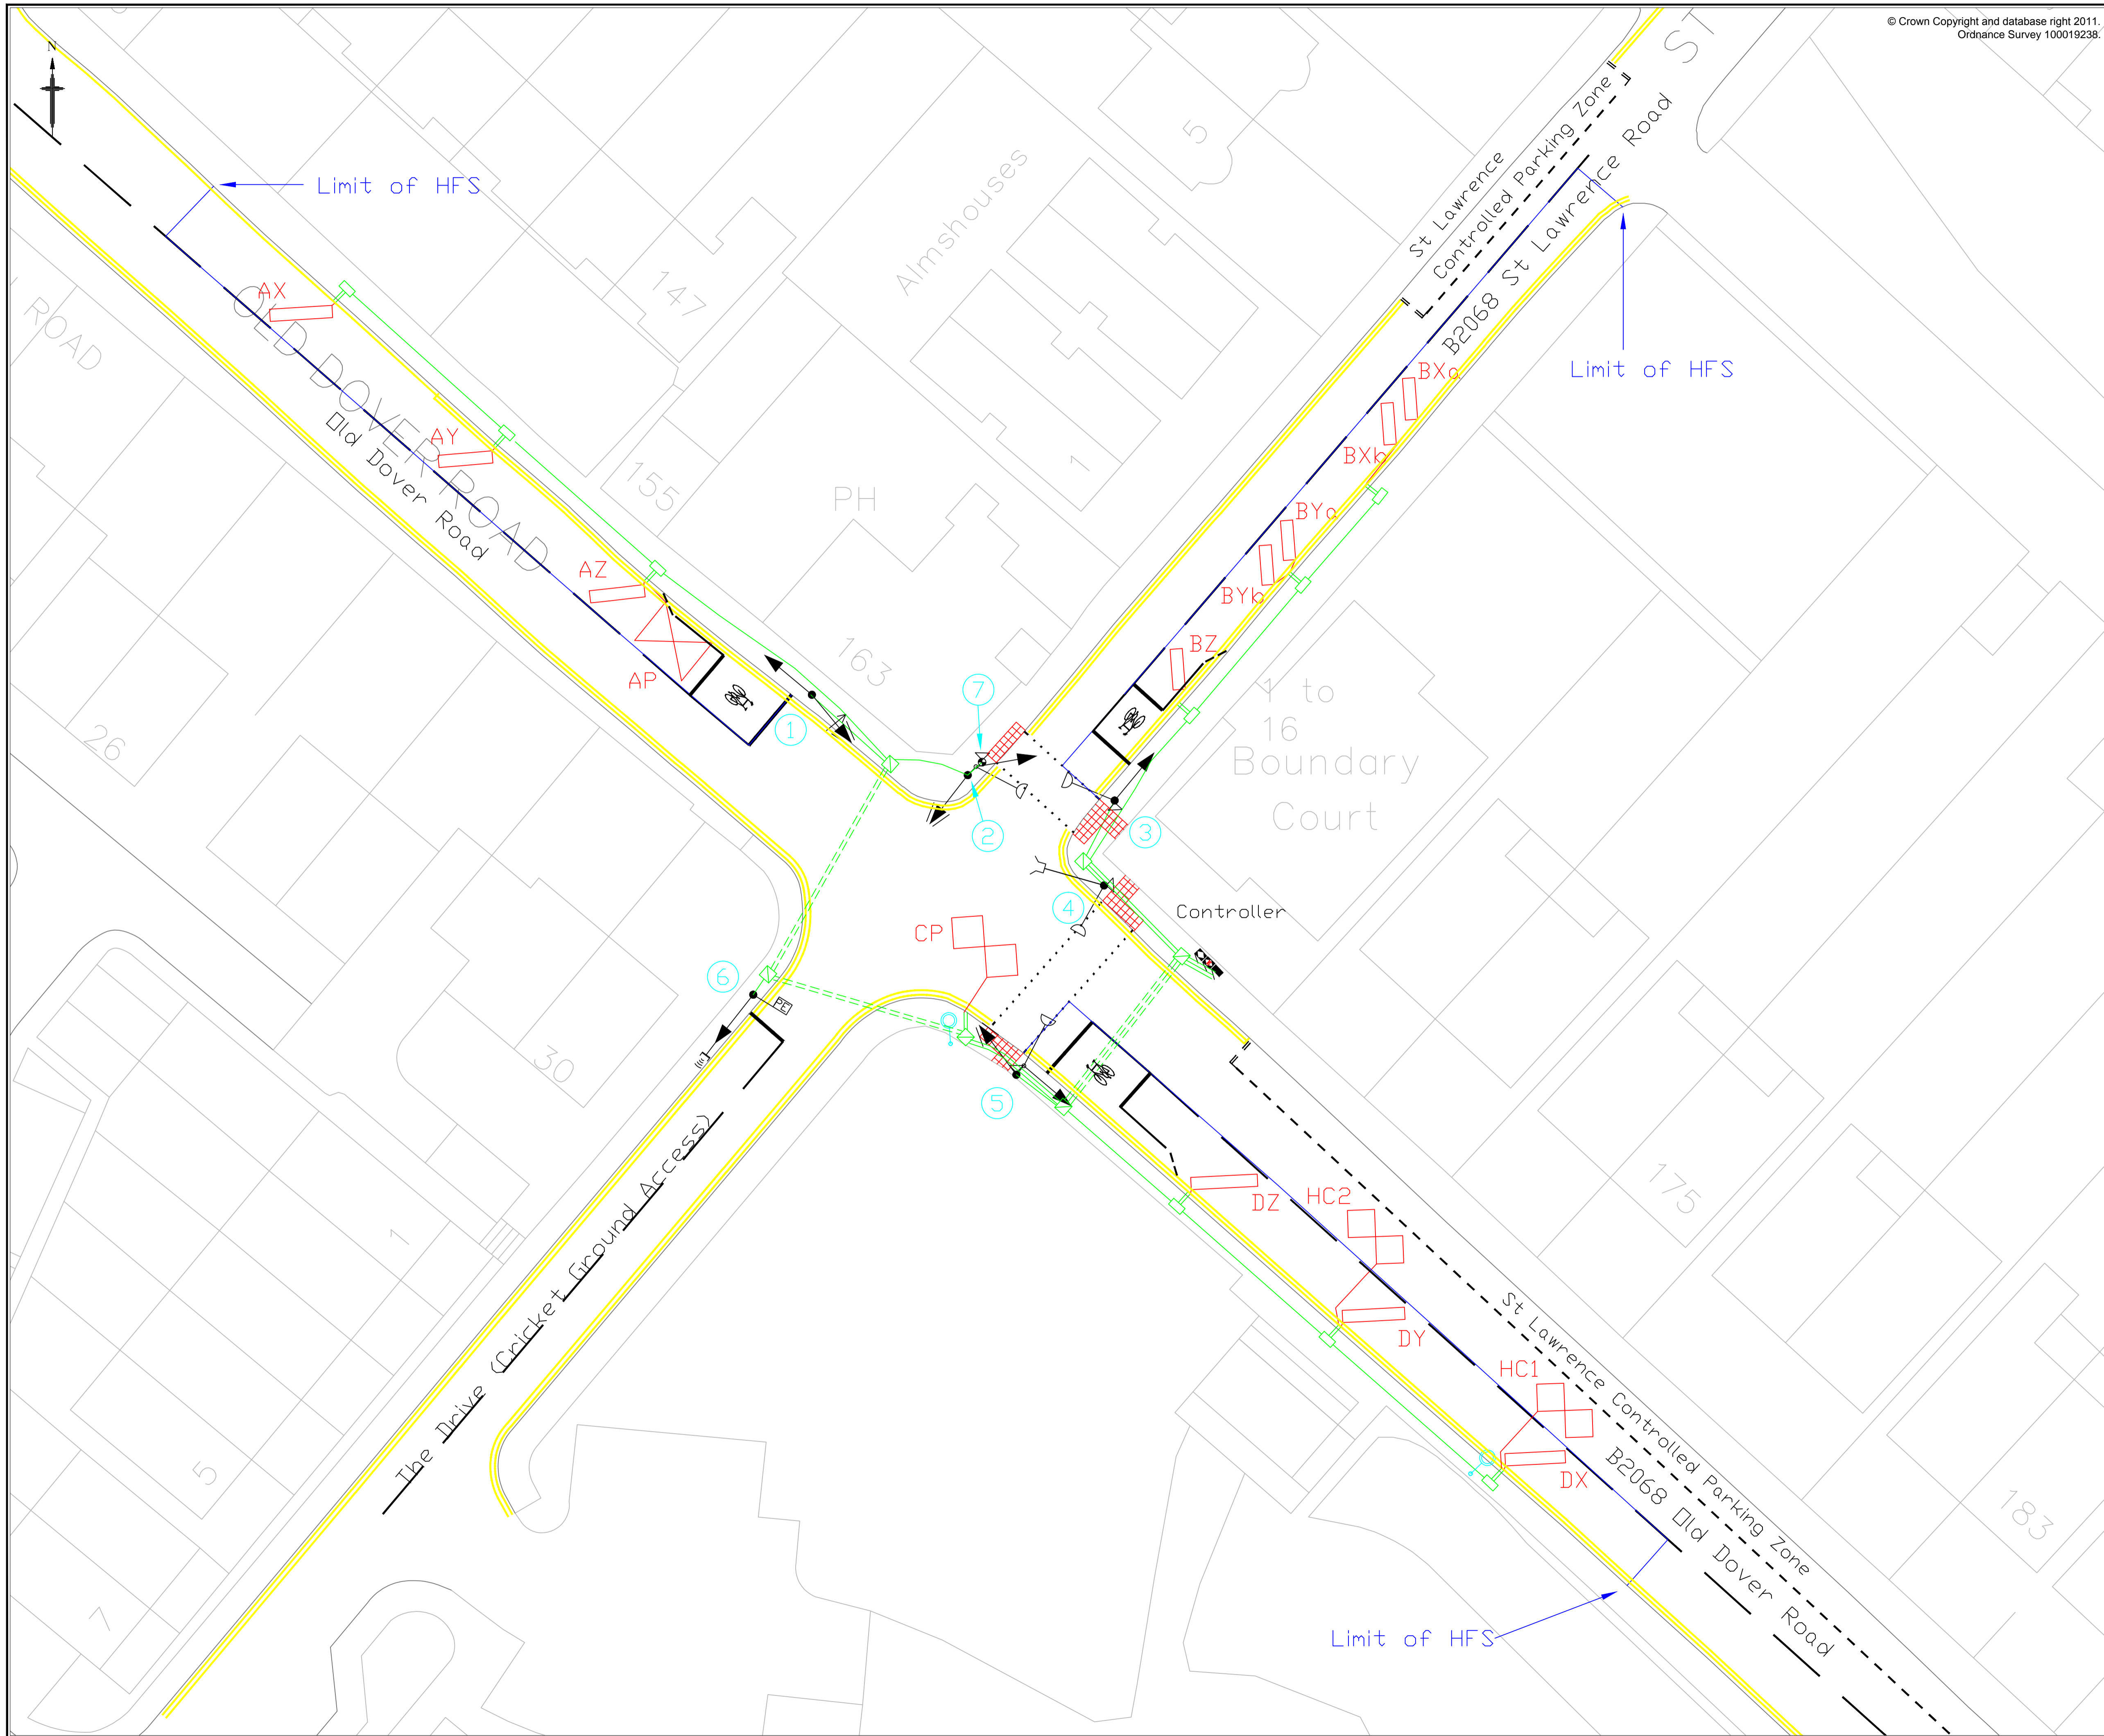 © Crown Copyright and database right 2011.
Ordnance Survey 100019238.
N
ST
5
St Lawrence
Controlled Parking Zone
B2068 St Lawrence Road
Limit of HFS
Almshouses
147
AX
ROAD
OLD DOVER ROAD
Old Dover Road
Limit of HFS
BXa
BXb
AY
155
PH
1
BYa
BYb
AZ
163
BZ
AP
7
1 to
16
Boundary
Court
1
26
2
3
4
Controller
CP
6
PE
30
5
The Drive (Cricket Ground Access)
175
DZ
HC2
1
DY
St Lawrence Controlled Parking Zone
HC1
B2068 Old Dover Road
DX
5
183
7
Limit of HFS